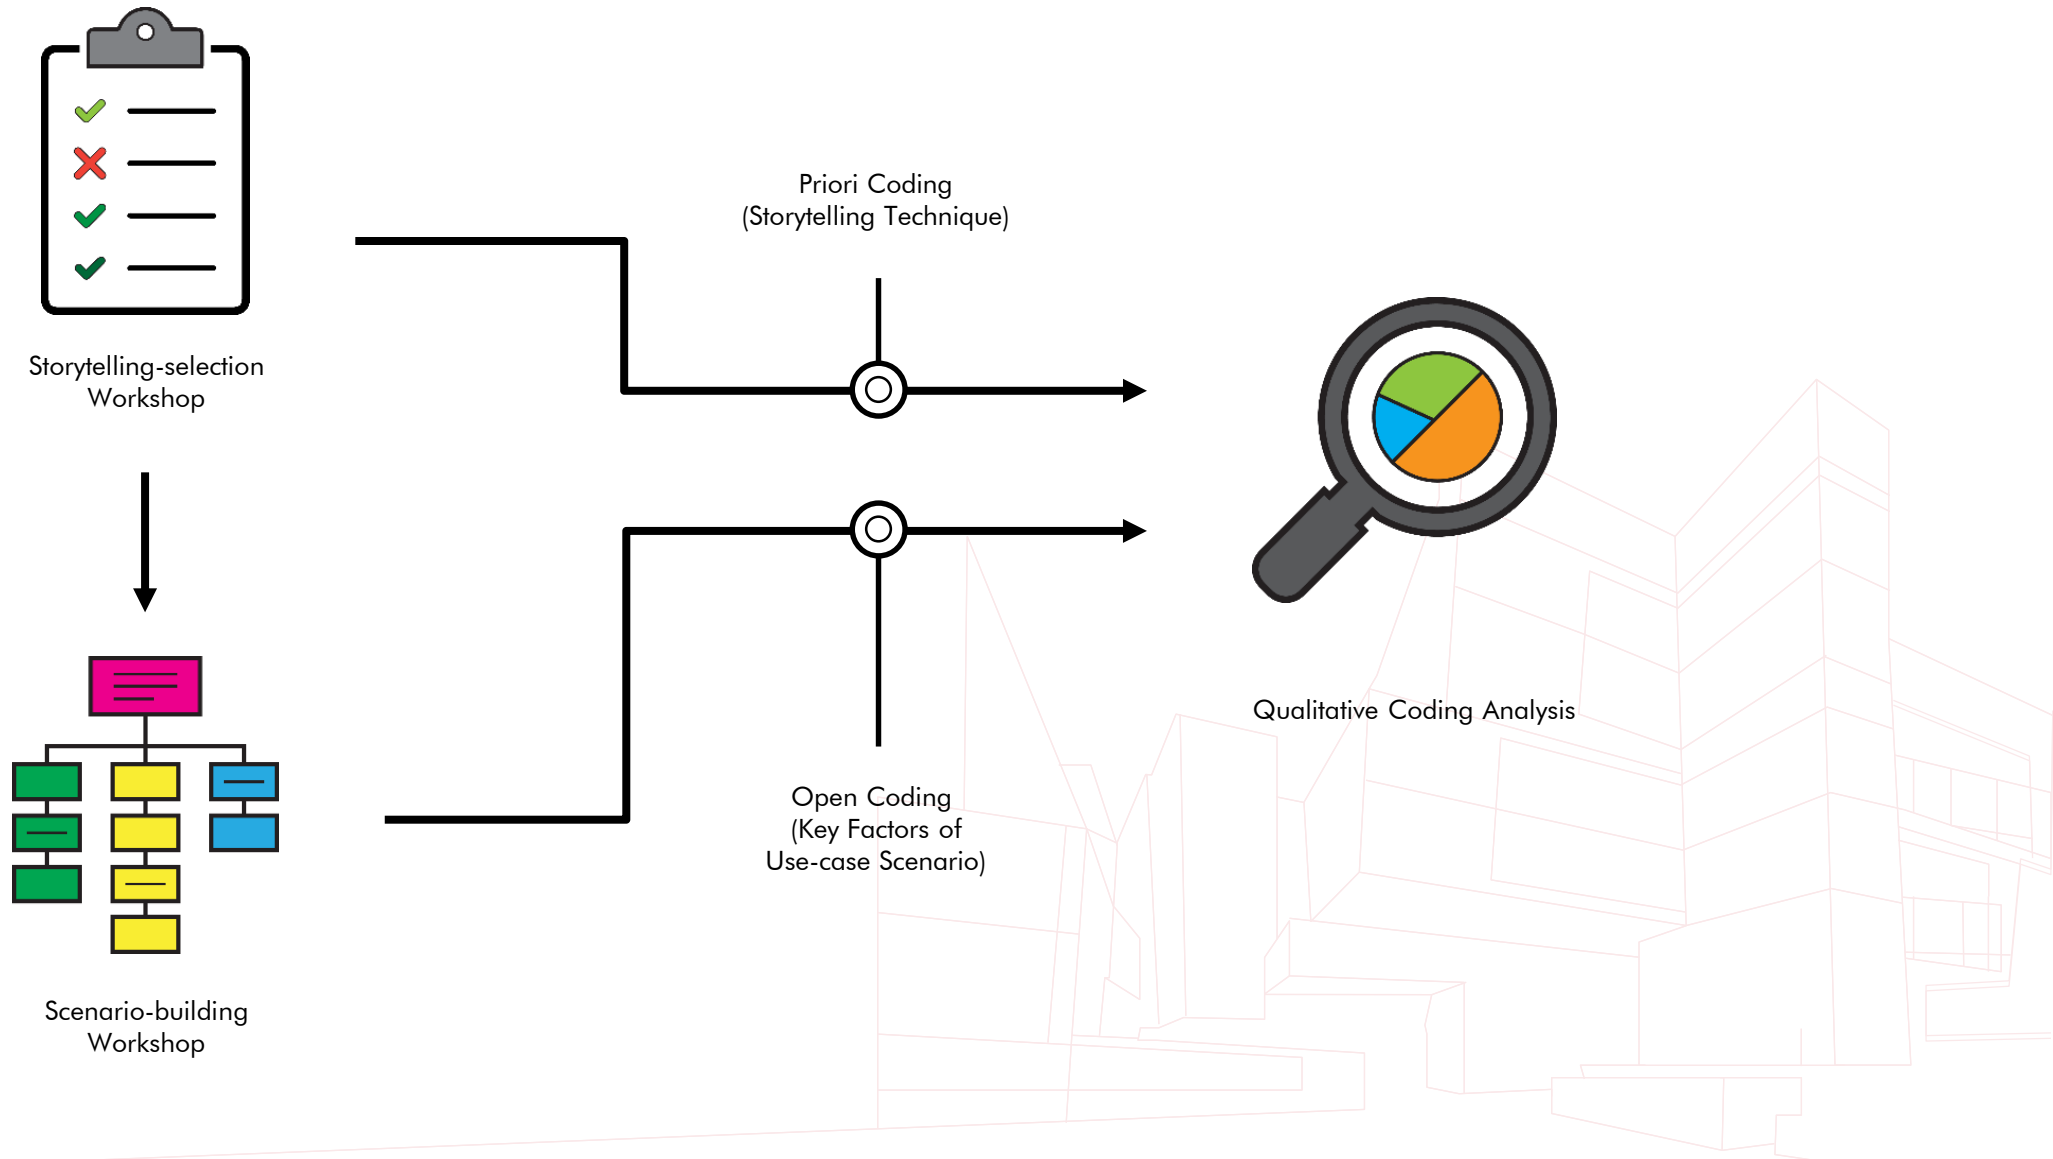 Storytelling-selection
Workshop
Priori Coding
(Storytelling Technique)
Qualitative Coding Analysis
Open Coding
(Key Factors of
Use-case Scenario)
Scenario-building
Workshop